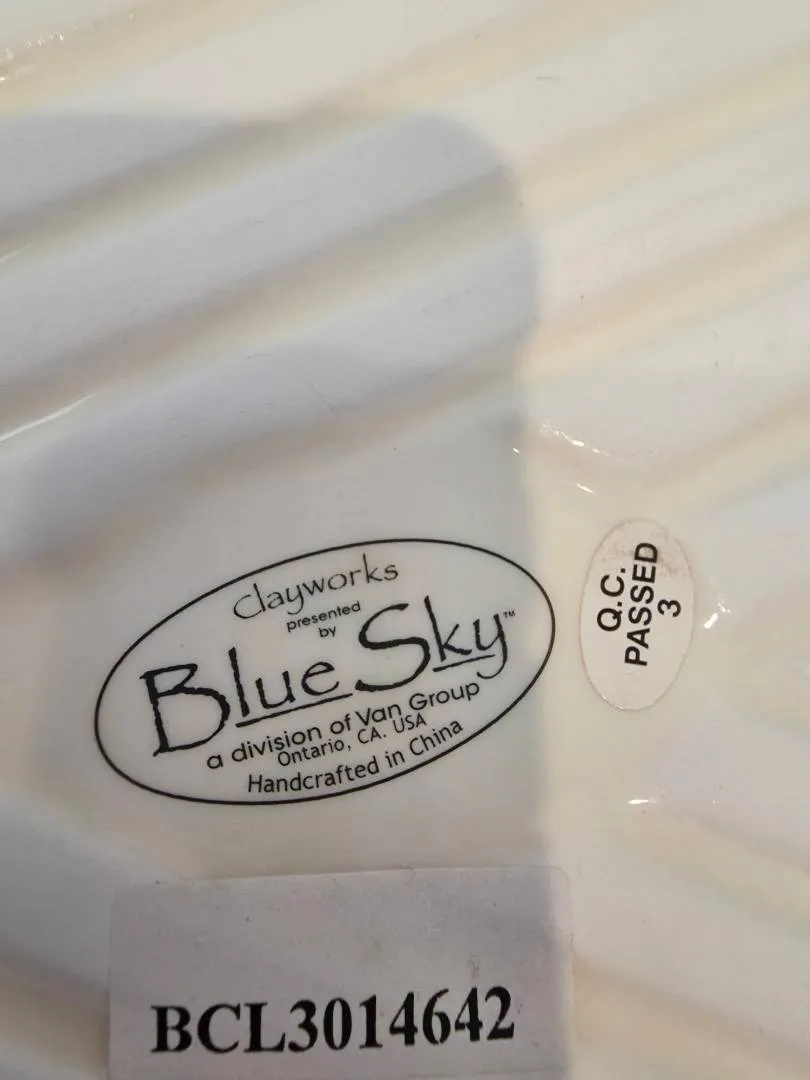 clayworks
presented
by
Blue Sky™
a division of Van Group
Ontario, CA. USA
Handcrafted in China
Q.C.
PASSED
3
BCL3014642